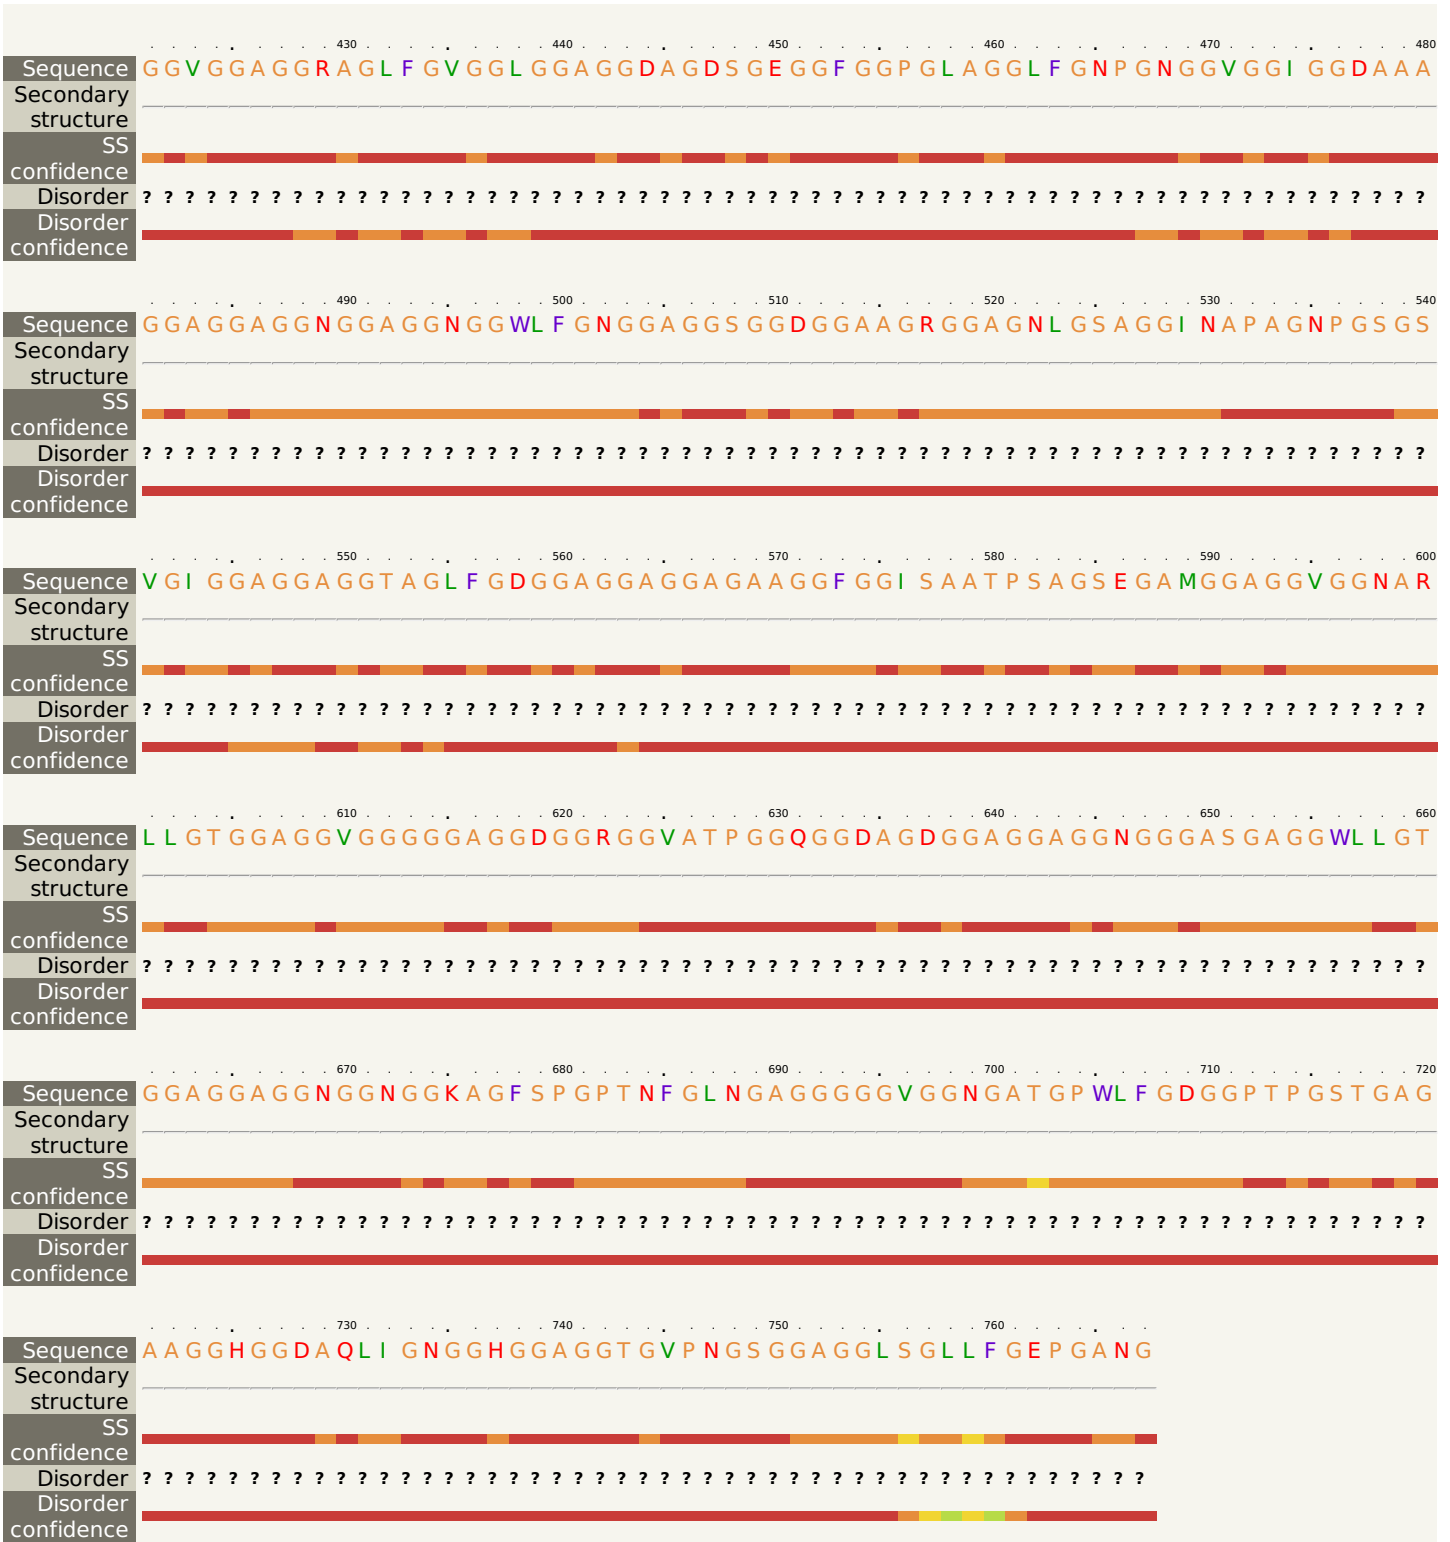 430 440 450 460 470 480
Sequence GGVGGAGGRAGLFGVGGLGGAGGDAGDSGEGGFGGPGLAGGLFGNPGNGGVGGIGGDAAA
Secondary
structure
SS
confidence
Disorder ? ? ? ? ? ? ? ? ? ? ? ? ? ? ? ? ? ? ? ? ? ? ? ? ? ? ? ? ? ? ? ? ? ? ? ? ? ? ? ? ? ? ? ? ? ? ? ? ? ? ? ? ? ? ? ? ? ? ? ?
Disorder
confidence
490 500 510 520 530 540
Sequence GGAGGAGGNGGAGGNGGWLFGNGGAGGSGGDGGAAGRGGAGNLGSAGGINAPAGNPGSGS
Secondary
structure
SS
confidence
Disorder ? ? ? ? ? ? ? ? ? ? ? ? ? ? ? ? ? ? ? ? ? ? ? ? ? ? ? ? ? ? ? ? ? ? ? ? ? ? ? ? ? ? ? ? ? ? ? ? ? ? ? ? ? ? ? ? ? ? ? ?
Disorder
confidence
550 560 570 580 590 600
Sequence VGIGGAGGAGGTAGLFGDGGAGGAGGAGAAGGFGGISAATPSAGSEGAMGGAGGVGGNAR
Secondary
structure
SS
confidence
Disorder ? ? ? ? ? ? ? ? ? ? ? ? ? ? ? ? ? ? ? ? ? ? ? ? ? ? ? ? ? ? ? ? ? ? ? ? ? ? ? ? ? ? ? ? ? ? ? ? ? ? ? ? ? ? ? ? ? ? ? ?
Disorder
confidence
610 620 630 640 650 660
Sequence LLGTGGAGGVGGGGGAGGDGGRGGVATPGGQGGDAGDGGAGGAGGNGGGASGAGGWLLGT
Secondary
structure
SS
confidence
Disorder ? ? ? ? ? ? ? ? ? ? ? ? ? ? ? ? ? ? ? ? ? ? ? ? ? ? ? ? ? ? ? ? ? ? ? ? ? ? ? ? ? ? ? ? ? ? ? ? ? ? ? ? ? ? ? ? ? ? ? ?
Disorder
confidence
670 680 690 700 710 720
Sequence GGAGGAGGNGGNGGKAGFSPGPTNFGLNGAGGGGGVGGNGATGPWLFGDGGPTPGSTGAG
Secondary
structure
SS
confidence
Disorder ? ? ? ? ? ? ? ? ? ? ? ? ? ? ? ? ? ? ? ? ? ? ? ? ? ? ? ? ? ? ? ? ? ? ? ? ? ? ? ? ? ? ? ? ? ? ? ? ? ? ? ? ? ? ? ? ? ? ? ?
Disorder
confidence
730 740 750 760
Sequence AAGGHGGDAQLIGNGGHGGAGGTGVPNGSGGAGGLSGLLFGEPGANG
Secondary
structure
SS
confidence
Disorder ? ? ? ? ? ? ? ? ? ? ? ? ? ? ? ? ? ? ? ? ? ? ? ? ? ? ? ? ? ? ? ? ? ? ? ? ? ? ? ? ? ? ? ? ? ? ?
Disorder
confidence